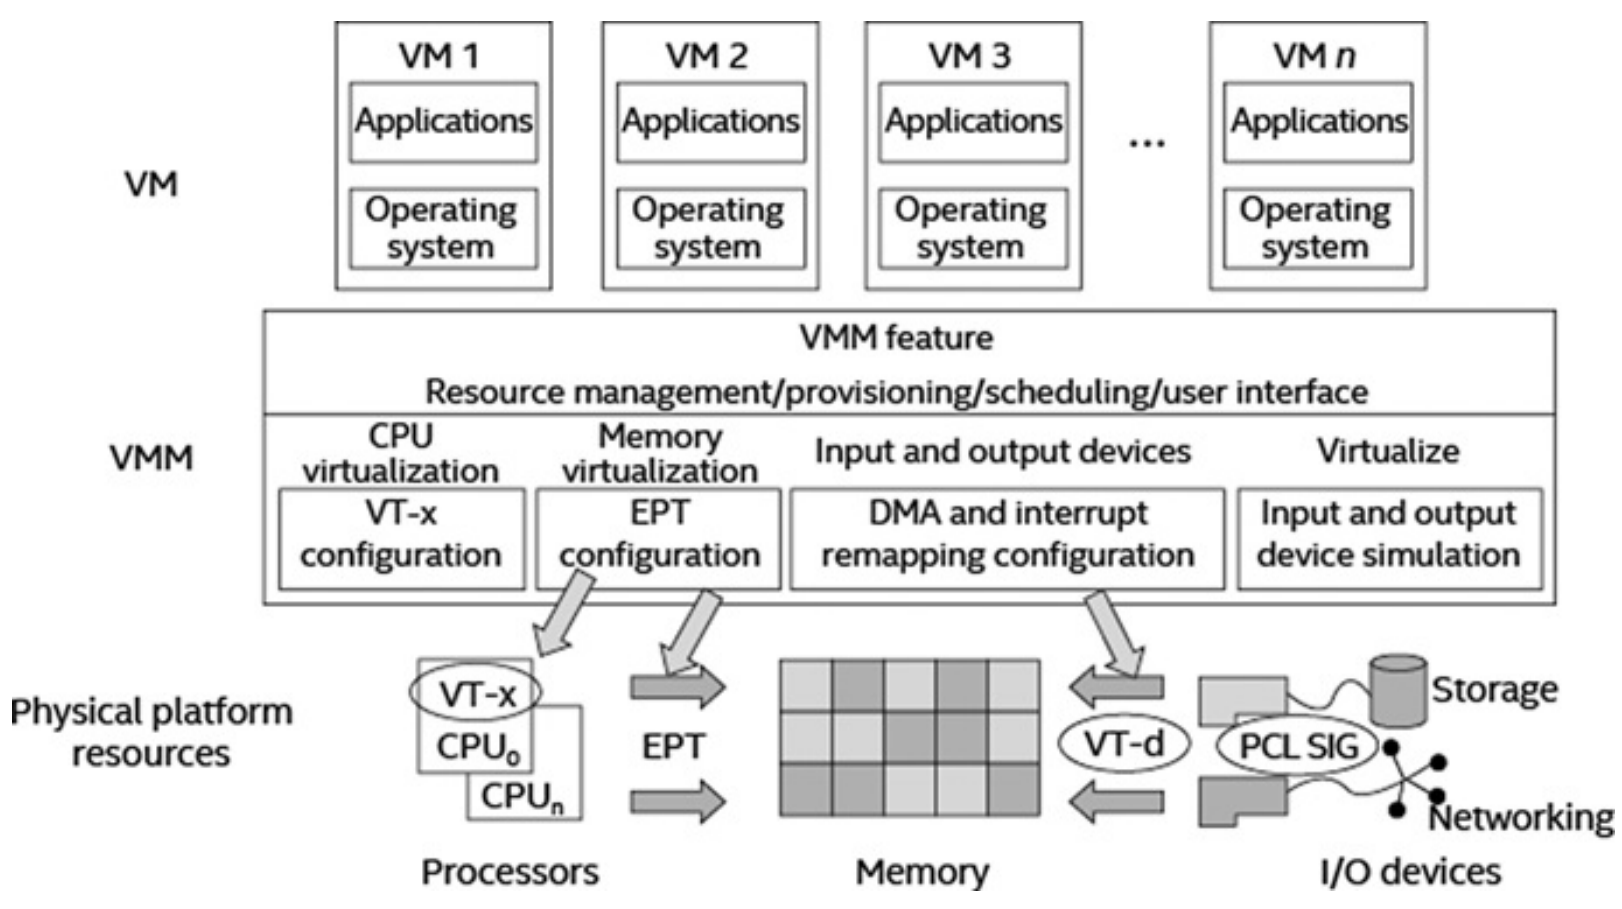 VM 1
VM 2
VM 3
VM n
Applications
Applications
Applications
Applications
...
VM
Operating
system
Operating
system
Operating
system
Operating
system
VMM feature
Resource management/provisioning/scheduling/user interface
VMM
CPU
virtualization
Memory
virtualization
Input and output devices
Virtualize
VT-x
configuration
EPT
configuration
DMA and interrupt
remapping configuration
Input and output
device simulation
Physical platform
resources
VT-x
CPU0
CPUn
EPT
VT-d
PCL SIG
Storage
Networking
Processors
Memory
I/O devices